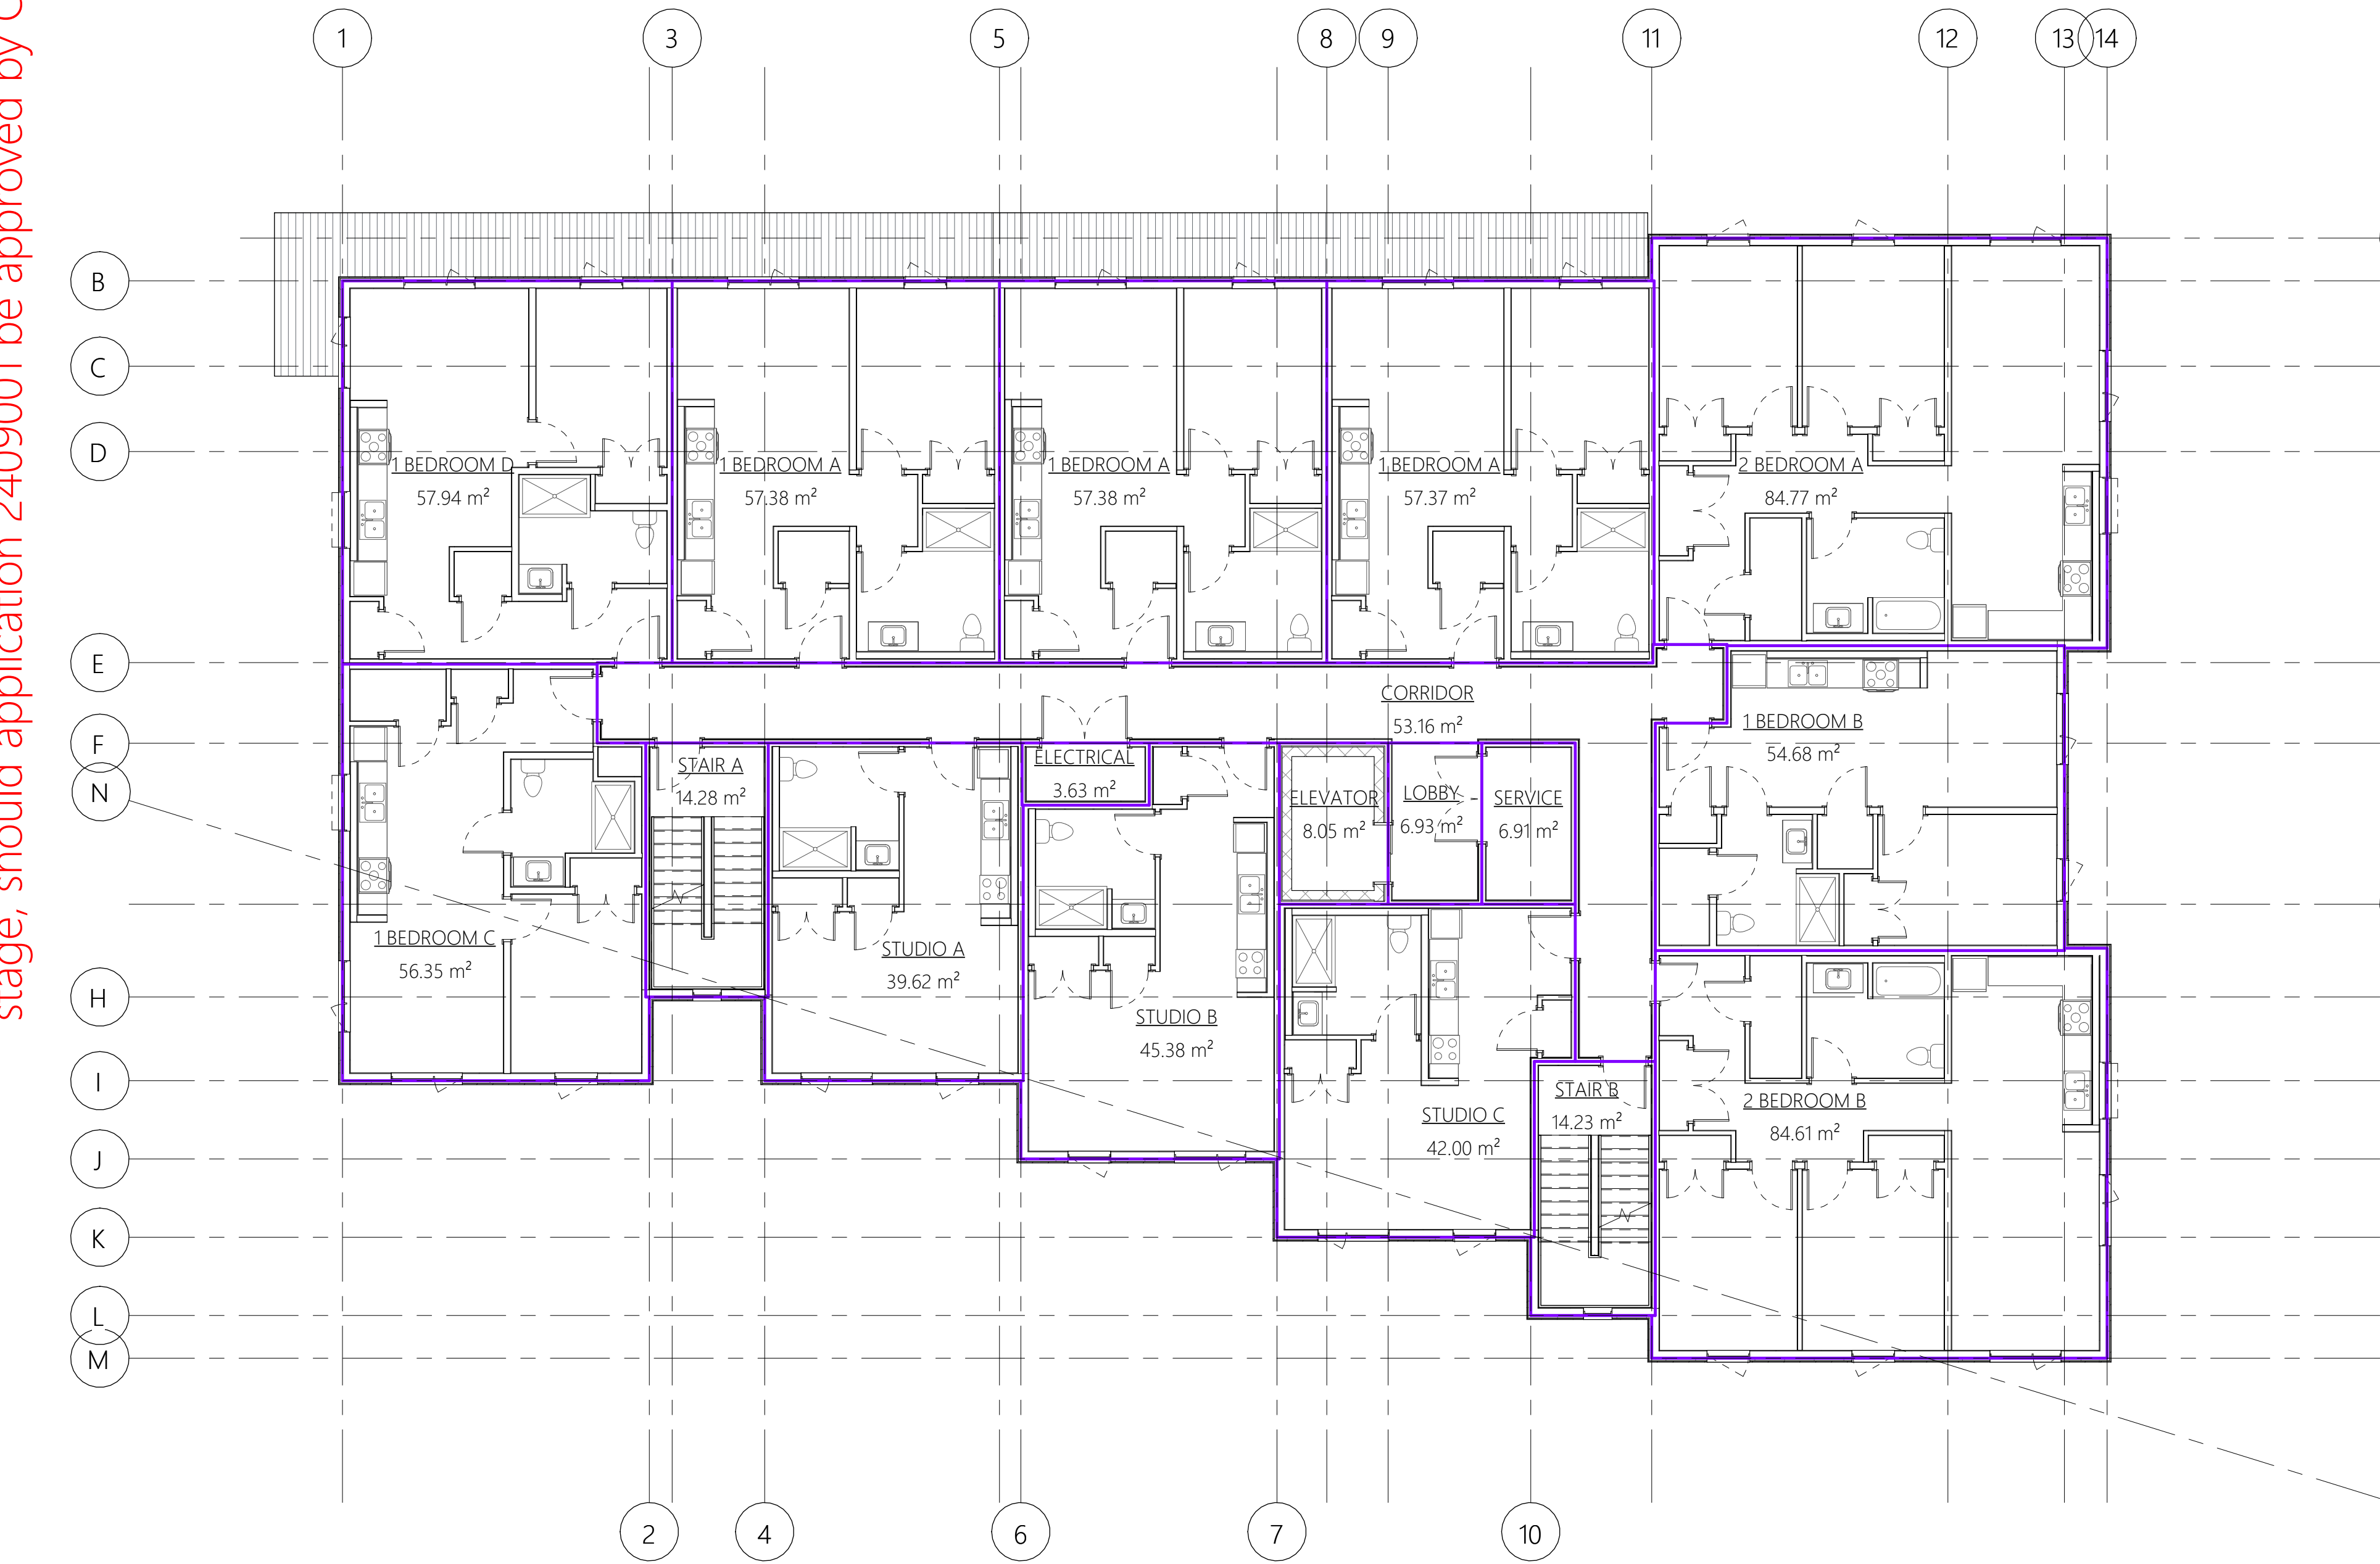 stage, should application 2409001 be approved by
1
3
5
8
9
11
12
13
14
B
C
D
E
F
N
H
I
J
K
L
M
1 BEDROOM D
57.94 m²
1 BEDROOM A
57.38 m²
1 BEDROOM A
57.38 m²
1 BEDROOM A
57.37 m²
2 BEDROOM A
84.77 m²
CORRIDOR
53.16 m²
1 BEDROOM B
54.68 m²
STAIR A
14.28 m²
ELECTRICAL
3.63 m²
ELEVATOR
8.05 m²
LOBBY
6.93 m²
SERVICE
6.91 m²
1 BEDROOM C
56.35 m²
STUDIO A
39.62 m²
STUDIO B
45.38 m²
STUDIO C
42.00 m²
STAIR B
14.23 m²
2 BEDROOM B
84.61 m²
2
4
6
7
10